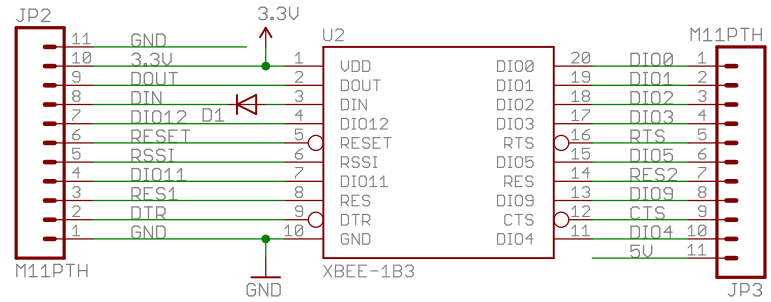 3.3V
JP2 U2 M11PTH
11 GND
10 3.3V 1 VDD DIO0 20 DIO0 1
9 DOUT 2 DOUT DIO1 19 DIO1 2
8 DIN 3 DIN DIO2 18 DIO2 3
7 DIO12 D1 4 DIO12 DIO3 17 DIO3 4
6 RESET 5 RESET RTS 16 RTS 5
5 RSSI 6 RSSI DIO5 15 DIO5 6
4 DIO11 7 DIO11 RES 14 RES2 7
3 RES1 8 RES DIO9 13 DIO9 8
2 DTR 9 DTR CTS 12 CTS 9
1 GND 10 GND DIO4 11 DIO4 10
5V 11
M11PTH XBEE-1B3
GND JP3